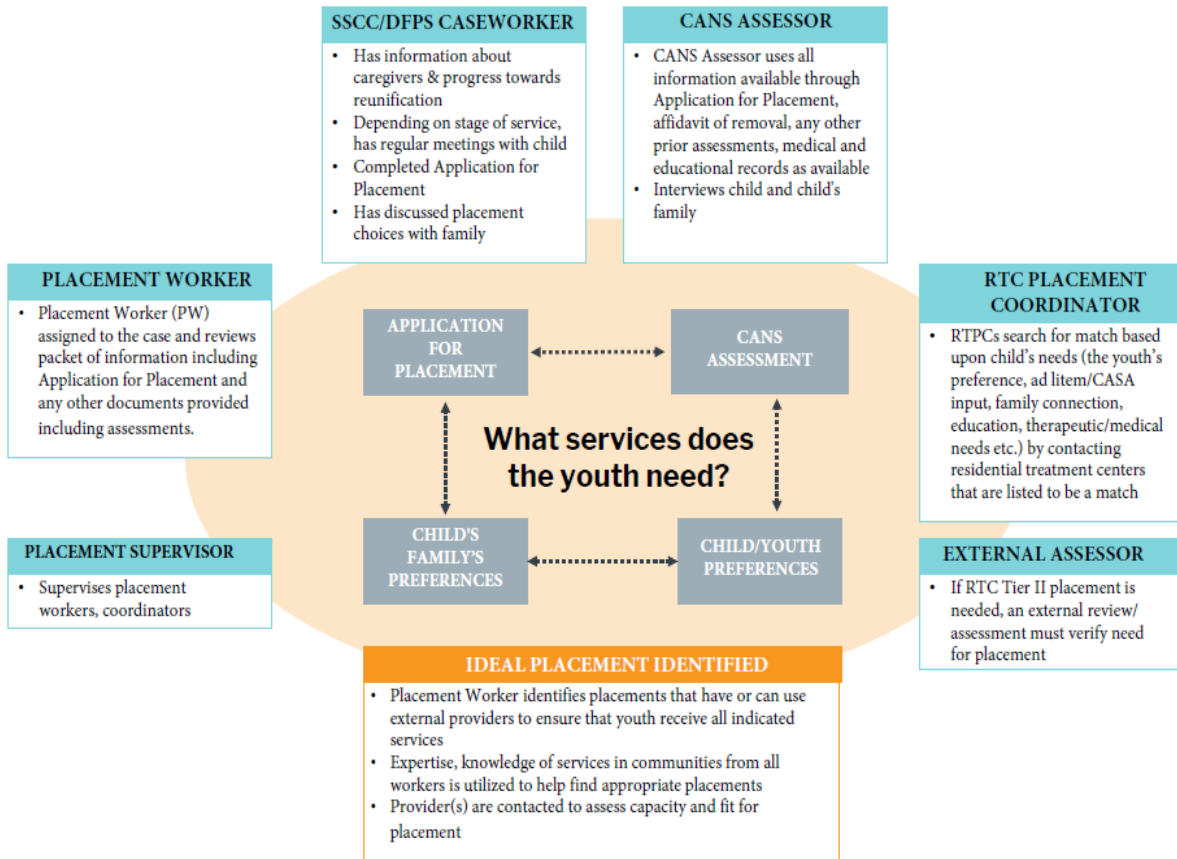 SSCC/DFPS CASEWORKER
• Has information about
caregivers & progress towards
reunification
• Depending on stage of service,
has regular meetings with child
• Completed Application for
Placement
• Has discussed placement
choices with family
CANS ASSESSOR
• CANS Assessor uses all
information available through
Application for Placement,
affidavit of removal, any other
prior assessments, medical and
educational records as available
• Interviews child and child's
family
PLACEMENT WORKER
• Placement Worker (PW)
assigned to the case and reviews
packet of information including
Application for Placement and
any other documents provided
including assessments.
APPLICATION
FOR
PLACEMENT
CANS
ASSESSMENT
RTC PLACEMENT
COORDINATOR
• RTPCs search for match based
upon child's needs (the youth's
preference, ad litem/CASA
input, family connection,
education, therapeutic/medical
needs etc.) by contacting
residential treatment centers
that are listed to be a match
What services does
the youth need?
PLACEMENT SUPERVISOR
• Supervises placement
workers, coordinators
CHILD'S
FAMILY'S
PREFERENCES
CHILD/YOUTH
PREFERENCES
EXTERNAL ASSESSOR
• If RTC Tier II placement is
needed, an external review/
assessment must verify need
for placement
IDEAL PLACEMENT IDENTIFIED
• Placement Worker identifies placements that have or can use
external providers to ensure that youth receive all indicated
services
• Expertise, knowledge of services in communities from all
workers is utilized to help find appropriate placements
• Provider(s) are contacted to assess capacity and fit for
placement